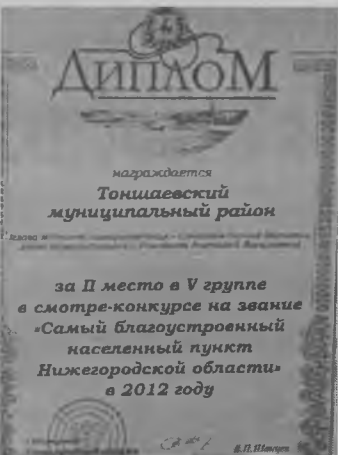 ДИПЛОМ
награждается
Тоншаевский
муниципальный район
за II место в V группе
в смотре-конкурсе на звание
«Самый благоустроенный
населенный пункт
Нижегородской области»
в 2012 году